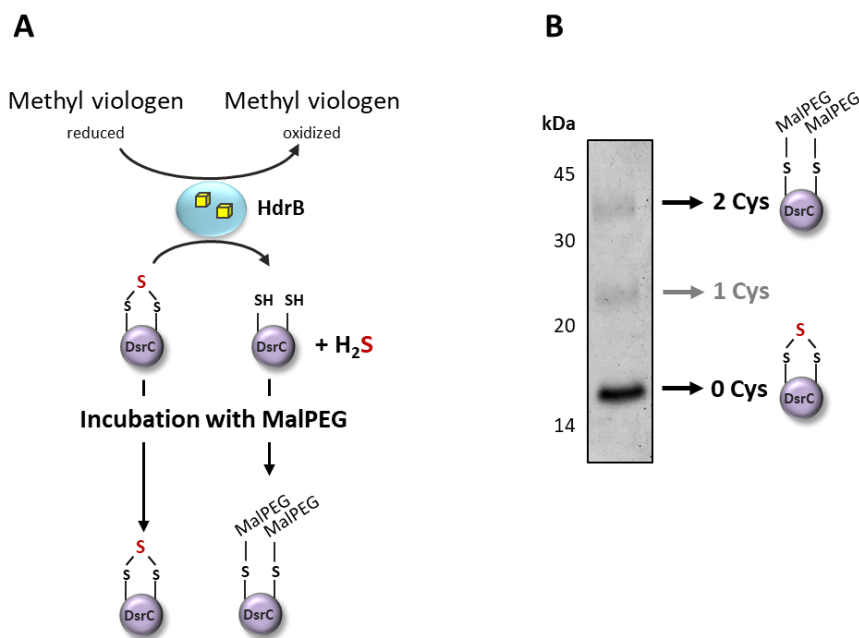 A
Methyl viologen Methyl viologen
reduced oxidized
HdrB
S
S S
DsrC
SH SH
DsrC
+ H₂S
Incubation with MalPEG
S
S S
DsrC
MalPEG
MalPEG
S S
DsrC
B
kDa
45
30
20
14
2 Cys
MalPEG
MalPEG
S S
DsrC
1 Cys
0 Cys
S
S S
DsrC